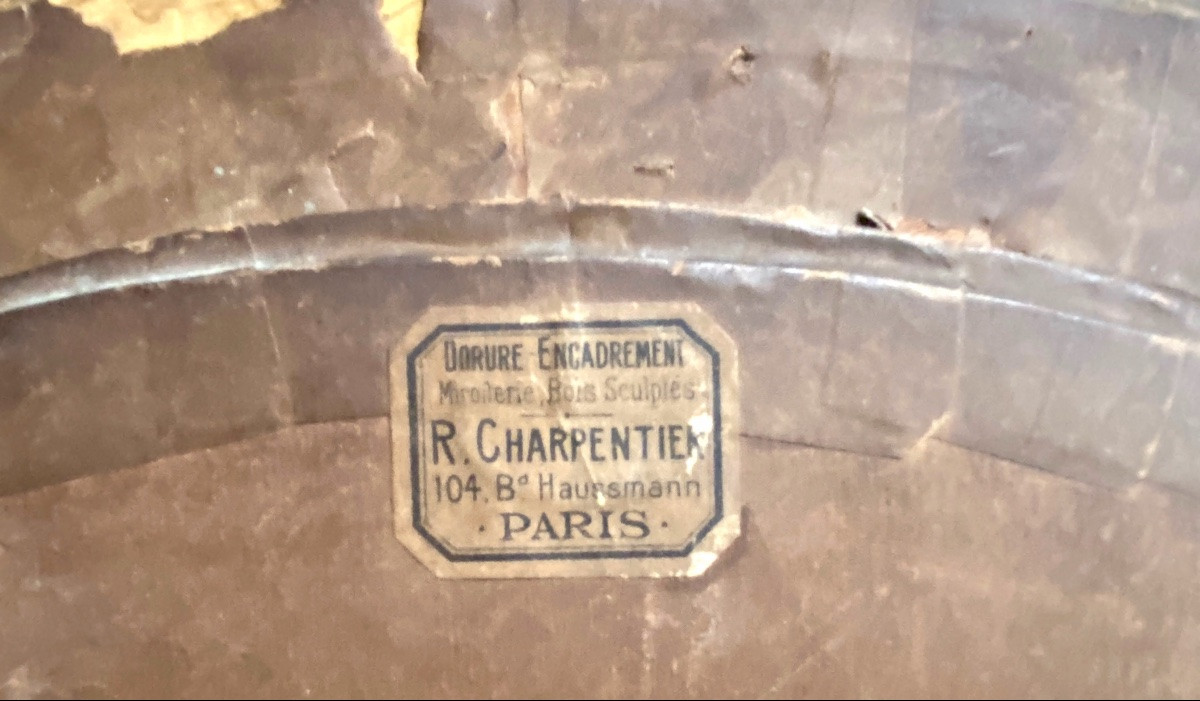 DORURE ENCADREMENT
Miroiterie, Bois Sculptés
R. CHARPENTIER
104, Bd Haussmann
· PARIS ·